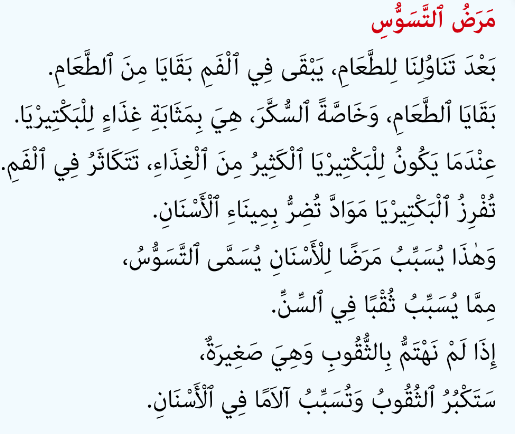 مَرَضُ ٱلتَّسَوُّسِ
بَعْدَ تَنَاوُلِنَا لِلطَّعَامِ، يَبْقَى فِي ٱلْفَمِ بَقَايَا مِنَ ٱلطَّعَامِ.
بَقَايَا ٱلطَّعَامِ، وَخَاصَّةً ٱلسُّكَّرَ، هِيَ بِمَثَابَةِ غِذَاءٍ لِلْبَكْتِيرْيَا.
عِنْدَمَا يَكُونُ لِلْبَكْتِيرْيَا ٱلْكَثِيرُ مِنَ ٱلْغِذَاءِ، تَتَكَاثَرُ فِي ٱلْفَمِ.
تُفْرِزُ ٱلْبَكْتِيرْيَا مَوَادَّ تُضِرُّ بِمِينَاءِ ٱلْأَسْنَانِ.
وَهٰذَا يُسَبِّبُ مَرَضًا لِلْأَسْنَانِ يُسَمَّى ٱلتَّسَوُّسُ،
مِمَّا يُسَبِّبُ ثُقْبًا فِي ٱلسِّنِّ.
إِذَا لَمْ نَهْتَمَّ بِالثُّقُوبِ وَهِيَ صَغِيرَةٌ،
سَتَكْبُرُ ٱلثُقُوبُ وَتُسَبِّبُ آلَامًا فِي ٱلْأَسْنَانِ.